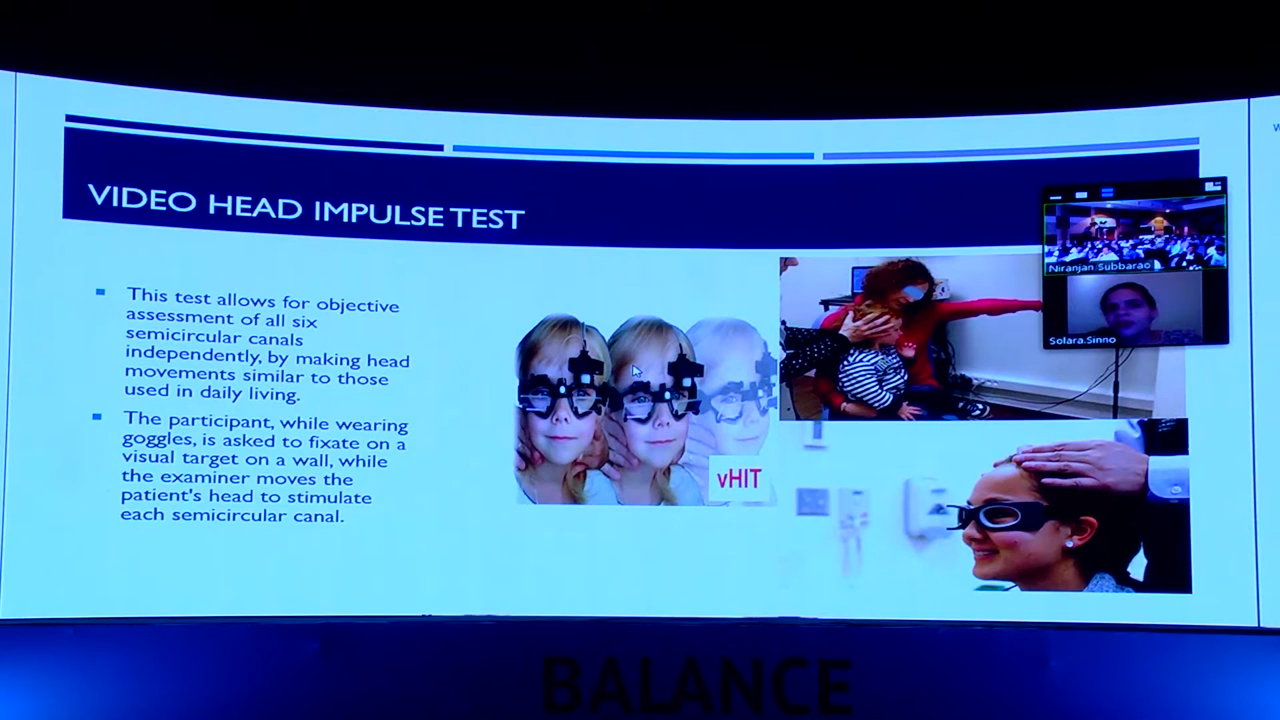 VIDEO HEAD IMPULSE TEST
This test allows for objective
assessment of all six
semicircular canals
independently, by making head
movements similar to those
used in daily living.
The participant, while wearing
goggles, is asked to fixate on a
visual target on a wall, while
the examiner moves the
patient's head to stimulate
each semicircular canal.
vHIT
Niranjan Subbarao
Solara.Sinno
BALANCE